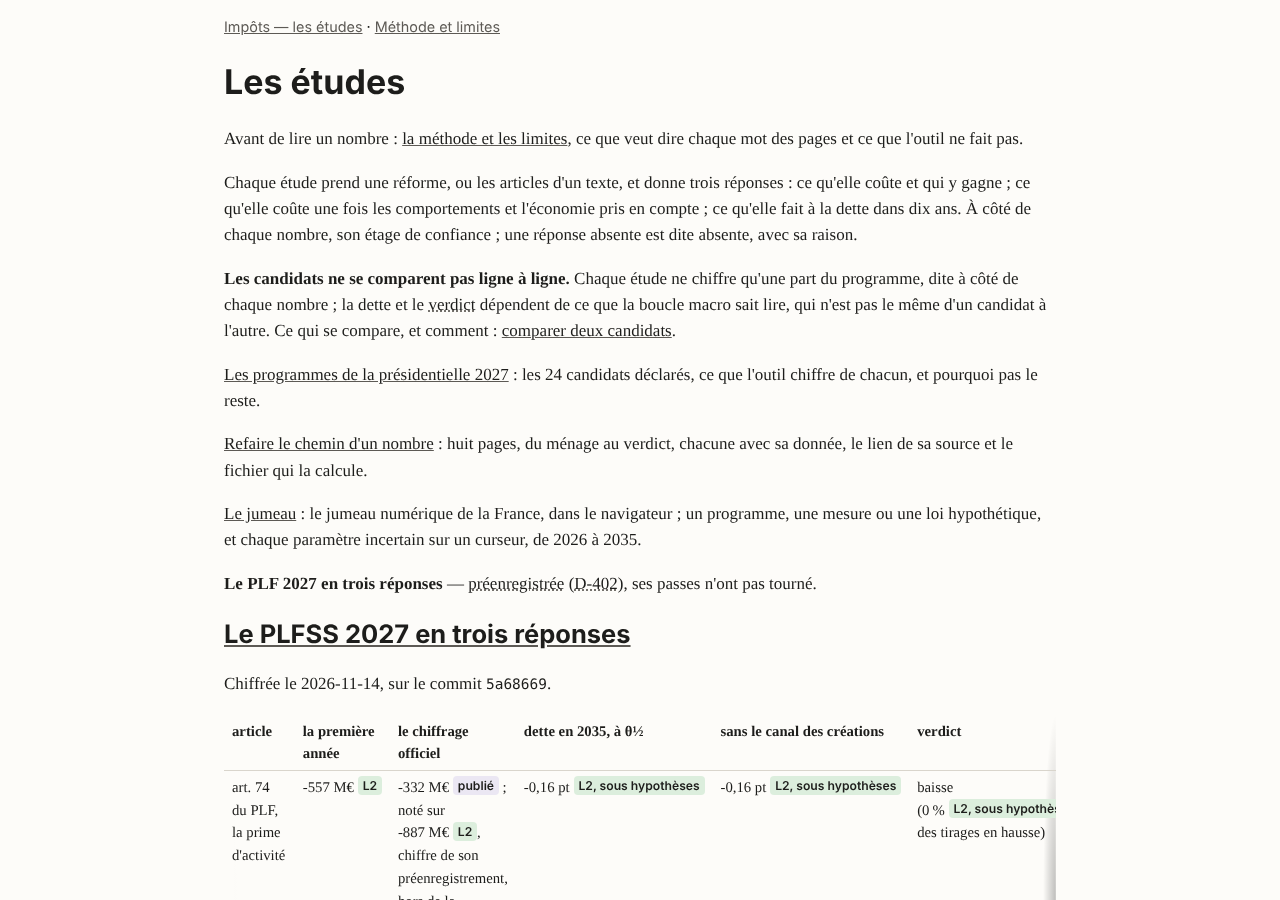 Impôts — les études · Méthode et limites
Les études
Avant de lire un nombre : la méthode et les limites, ce que veut dire chaque mot des pages et ce que l'outil ne fait pas.
Chaque étude prend une réforme, ou les articles d'un texte, et donne trois réponses : ce qu'elle coûte et qui y gagne ; ce
qu'elle coûte une fois les comportements et l'économie pris en compte ; ce qu'elle fait à la dette dans dix ans. À côté de
chaque nombre, son étage de confiance ; une réponse absente est dite absente, avec sa raison.
Les candidats ne se comparent pas ligne à ligne. Chaque étude ne chiffre qu'une part du programme, dite à côté de
chaque nombre ; la dette et le verdict dépendent de ce que la boucle macro sait lire, qui n'est pas le même d'un candidat à
l'autre. Ce qui se compare, et comment : comparer deux candidats.
Les programmes de la présidentielle 2027 : les 24 candidats déclarés, ce que l'outil chiffre de chacun, et pourquoi pas le
reste.
Refaire le chemin d'un nombre : huit pages, du ménage au verdict, chacune avec sa donnée, le lien de sa source et le
fichier qui la calcule.
Le jumeau : le jumeau numérique de la France, dans le navigateur ; un programme, une mesure ou une loi hypothétique,
et chaque paramètre incertain sur un curseur, de 2026 à 2035.
Le PLF 2027 en trois réponses — préenregistrée (D-402), ses passes n'ont pas tourné.
Le PLFSS 2027 en trois réponses
Chiffrée le 2026-11-14, sur le commit 5a68669.
article la première le chiffrage dette en 2035, à θ½ sans le canal des créations verdict
année officiel
art. 74 -557 M€ L2 -332 M€ publié ; -0,16 pt L2, sous hypothèses -0,16 pt L2, sous hypothèses baisse
du PLF, noté sur (0 % L2, sous
la prime -887 M€ L2, des tirages en hausse)
d'activité chiffre de son
préenregistrement,